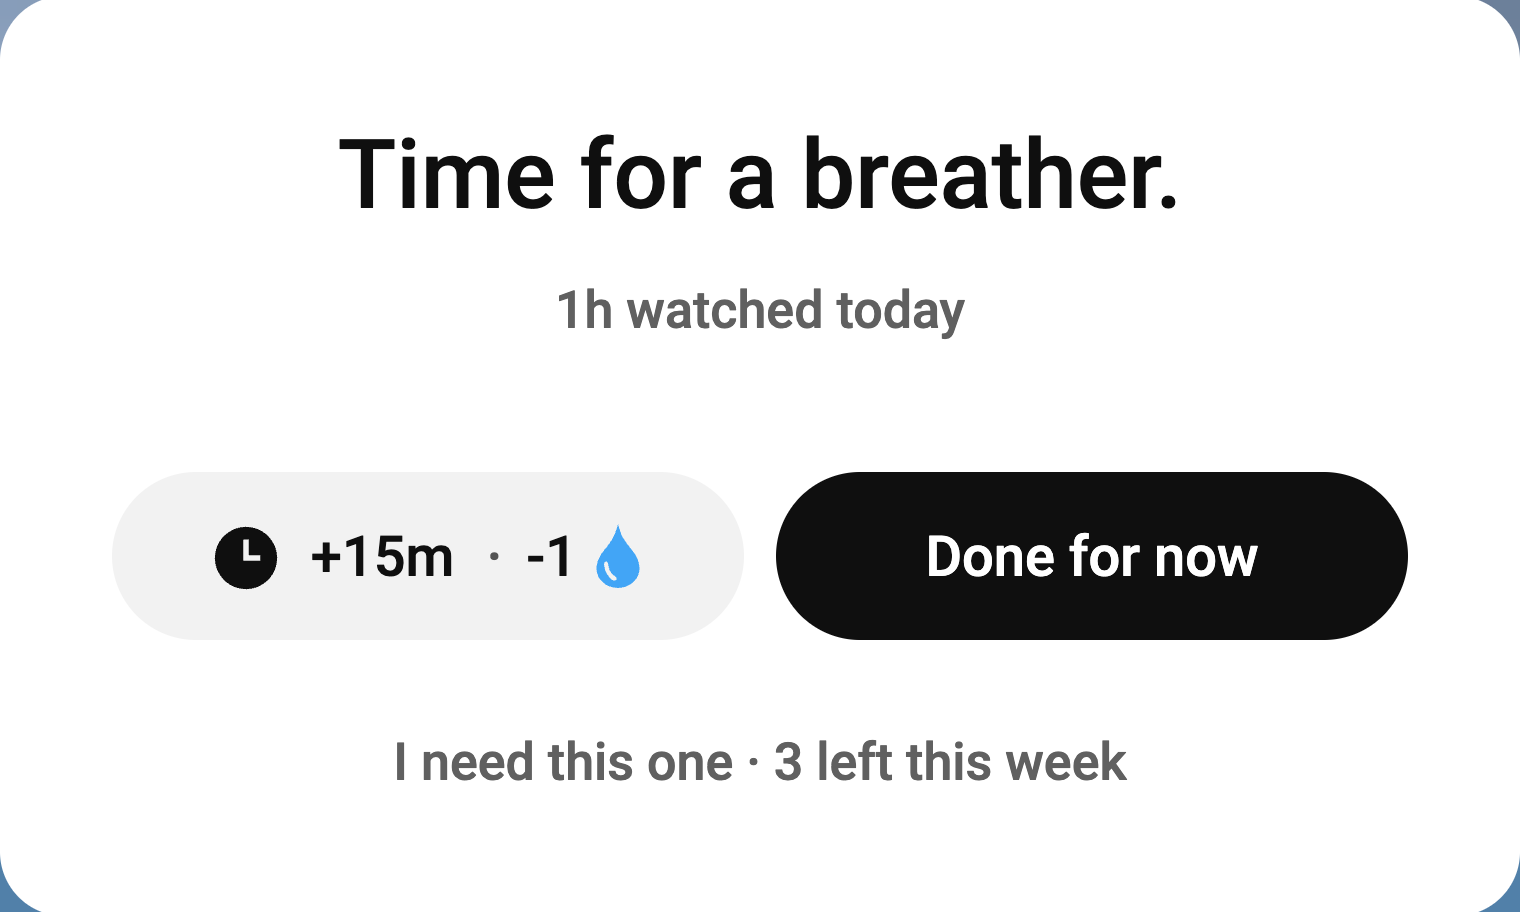 Time for a breather.
1h watched today
+15m · -1
Done for now
I need this one · 3 left this week